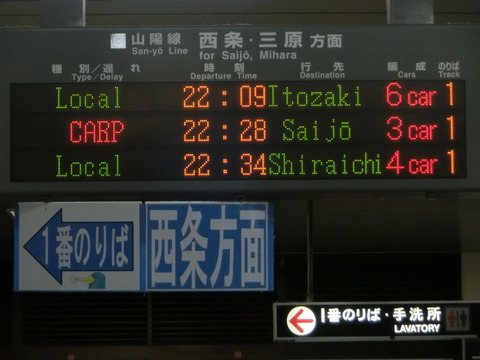 山陽線 西条・三原 方面
San-yō Line for Saijō, Mihara
種別/遅れ 時刻 行先 編成 のりば
Type/Delay Departure Time Destination Cars Track
Local 22:09 Itozaki 6 car 1
CARP 22:28 Saijō 3 car 1
Local 22:34 Shiraichi 4 car 1
1番のりば 西条方面
1番のりば・手洗所
LAVATORY